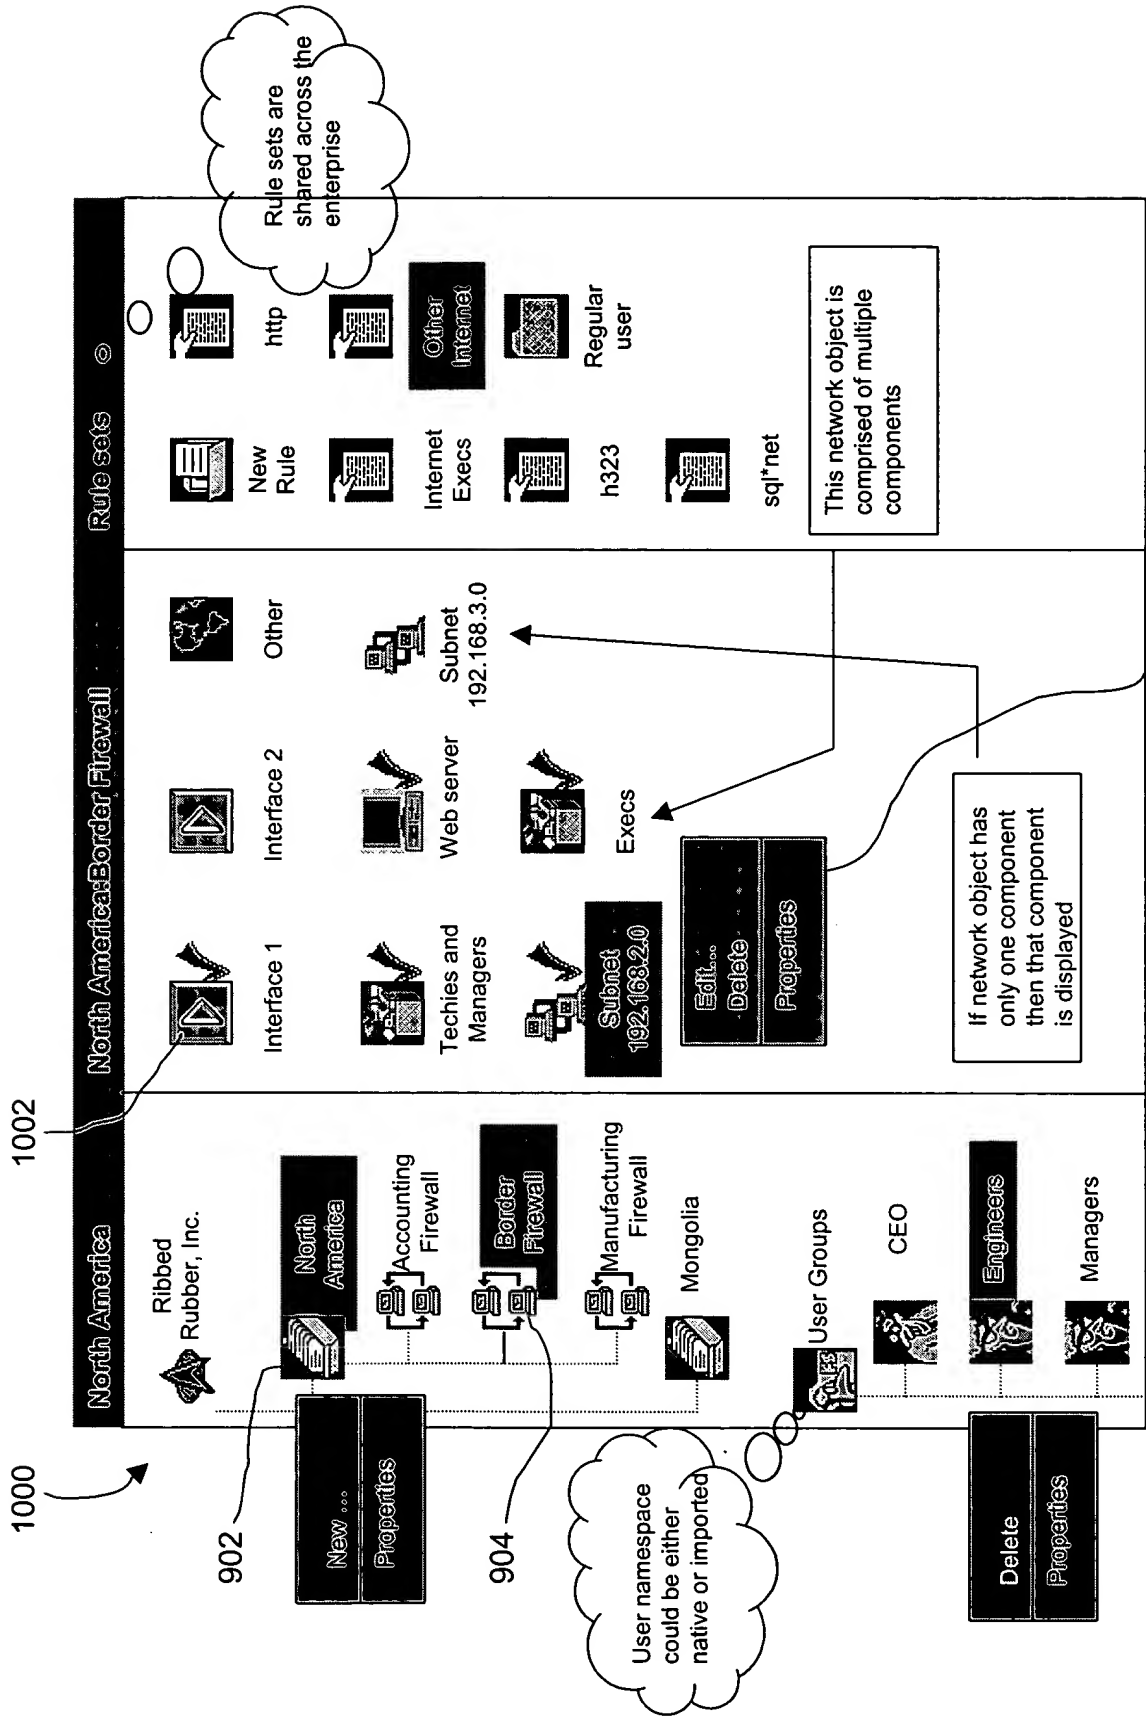 1000
1002
North America
North America:Border Firewall
Rule sets
Ribbed
Rubber, Inc.
902
New ...
Properties
North
America
Accounting
Firewall
904
Border
Firewall
Manufacturing
Firewall
Mongolia
User namespace
could be either
native or imported
User Groups
CEO
Engineers
Managers
Delete
Properties
Interface 1
Interface 2
Other
Techies and
Managers
Web server
Subnet
192.168.3.0
Subnet
192.168.2.0
Execs
Edit...
Delete
Properties
If network object has
only one component
then that component
is displayed
New
Rule
http
Internet
Execs
Other
Internet
h323
Regular
user
sql*net
This network object is
comprised of multiple
components
Rule sets are
shared across the
enterprise